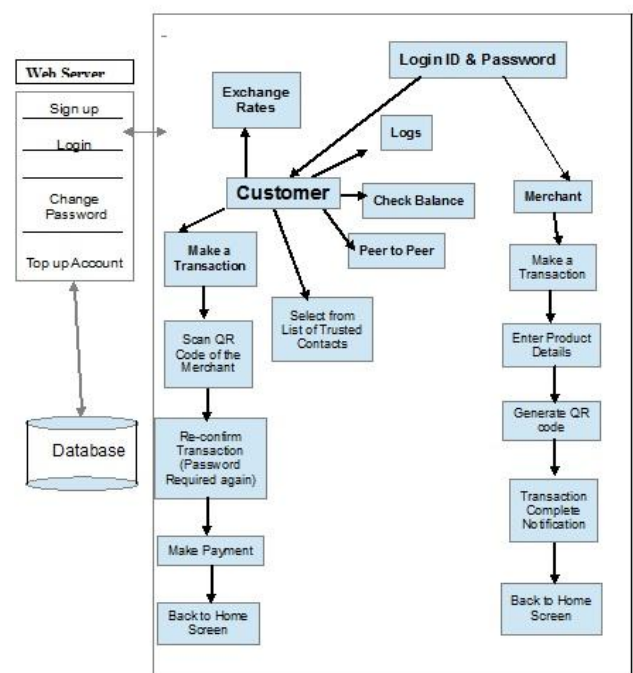 Web Server
Sign up
Login
Change
Password
Top up Account
Database
Login ID & Password
Exchange
Rates
Logs
Customer
Check Balance
Peer to Peer
Make a
Transaction
Select from
List of Trusted
Contacts
Scan QR
Code of the
Merchant
Re-confirm
Transaction
(Password
Required again)
Make Payment
Back to Home
Screen
Merchant
Make a
Transaction
Enter Product
Details
Generate QR
code
Transaction
Complete
Notification
Back to Home
Screen